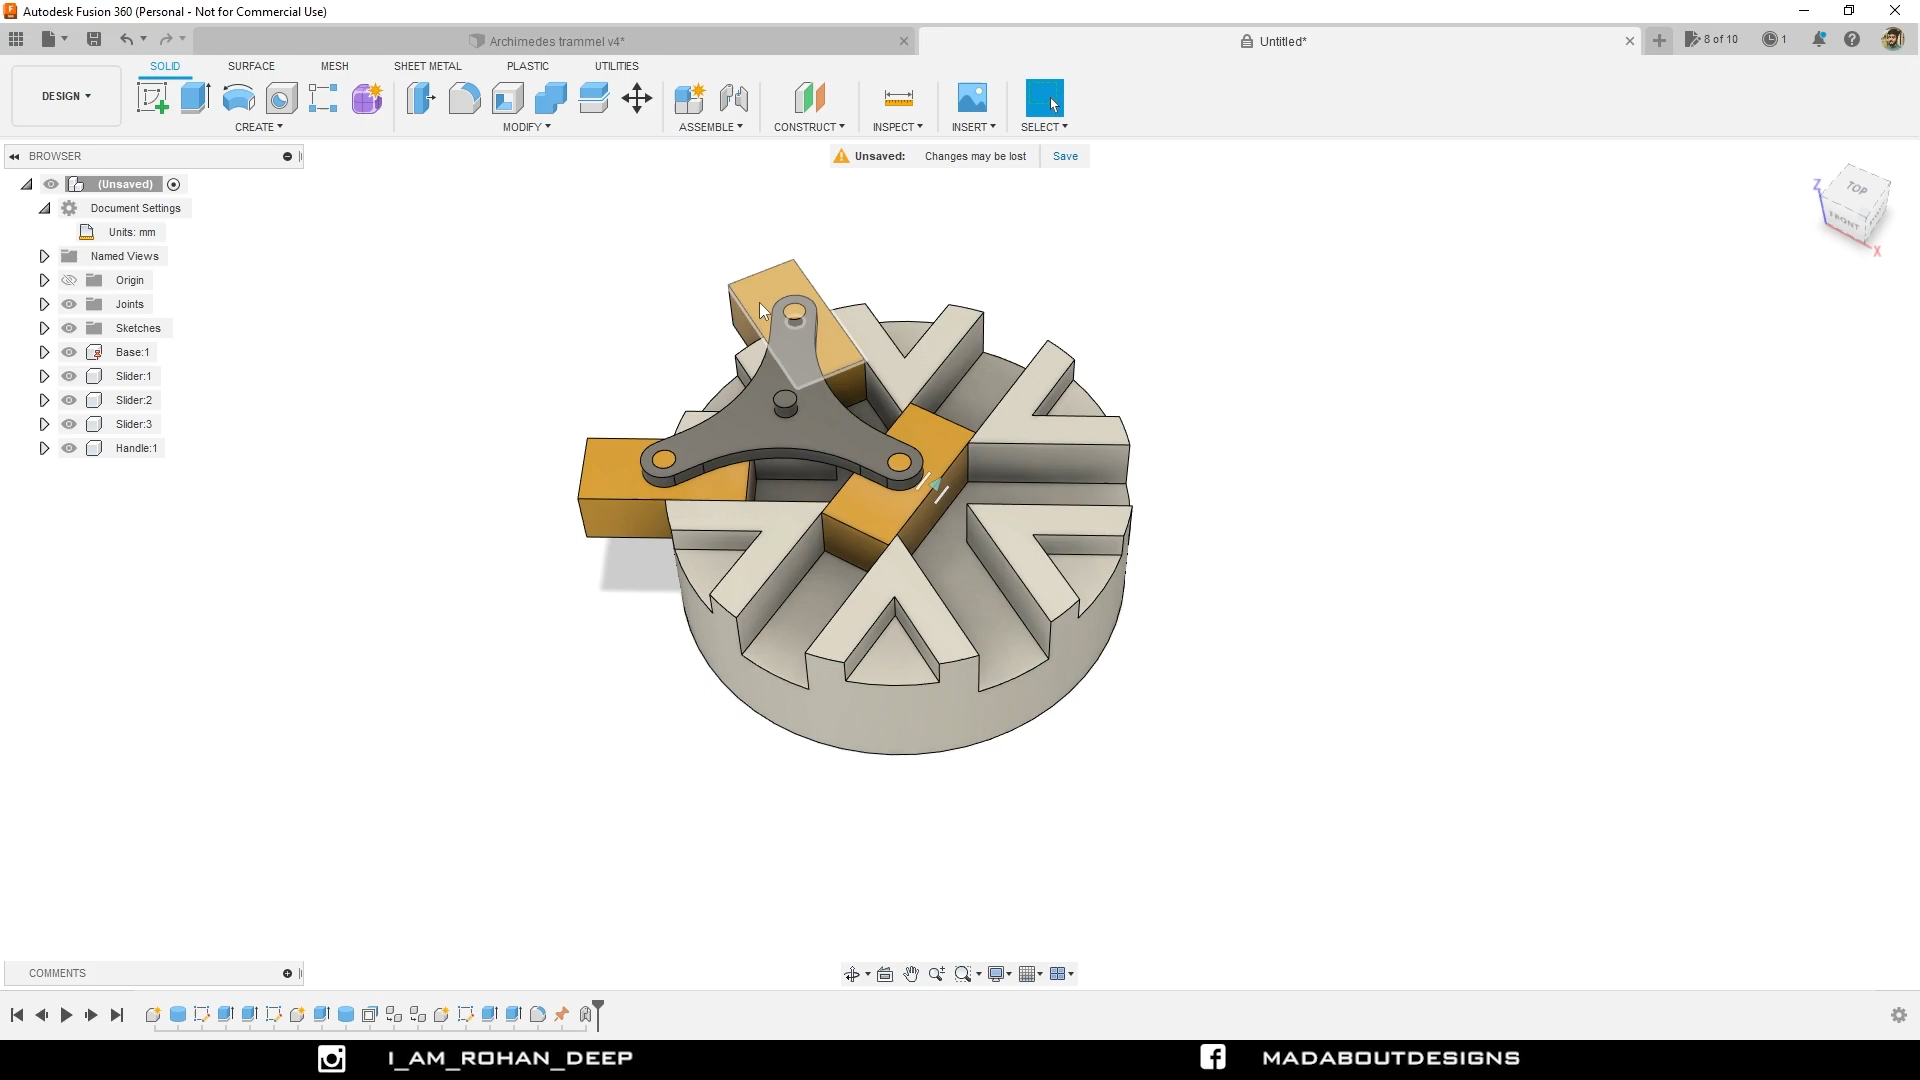 Autodesk Fusion 360 (Personal - Not for Commercial Use)
Archimedes trammel v4*
Untitled*
8 of 10
1
DESIGN
SOLID
SURFACE
MESH
SHEET METAL
PLASTIC
UTILITIES
CREATE
MODIFY
ASSEMBLE
CONSTRUCT
INSPECT
INSERT
SELECT
BROWSER
Unsaved:
Changes may be lost
Save
(Unsaved)
Document Settings
Units: mm
Named Views
Origin
Joints
Sketches
Base:1
Slider:1
Slider:2
Slider:3
Handle:1
Z
TOP
FRONT
X
COMMENTS
I_AM_ROHAN_DEEP
MADABOUTDESIGNS